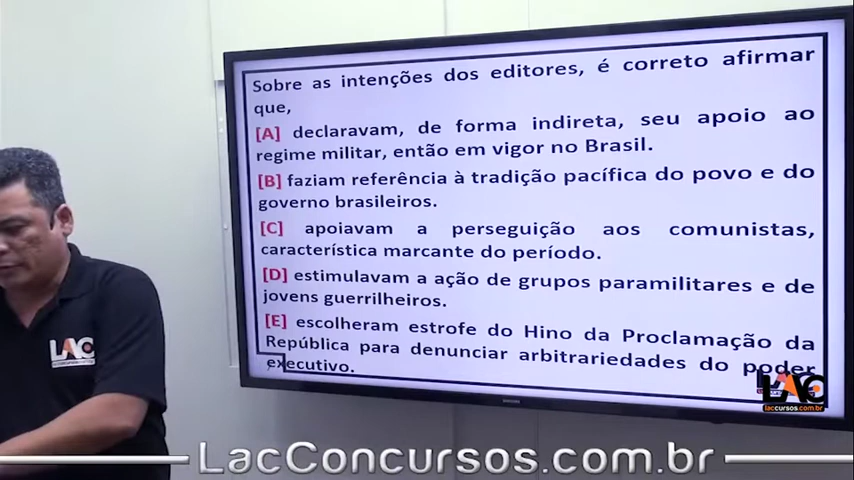 Sobre as intenções dos editores, é correto afirmar
que,
[A] declaravam, de forma indireta, seu apoio ao
regime militar, então em vigor no Brasil.
[B] faziam referência à tradição pacífica do povo e do
governo brasileiros.
[C] apoiavam a perseguição aos comunistas,
característica marcante do período.
[D] estimulavam a ação de grupos paramilitares e de
jovens guerrilheiros.
[E] escolheram estrofe do Hino da Proclamação da
República para denunciar arbitrariedades do poder
executivo.
LAC
LAC
lacconcursos.com.br
LacConcursos.com.br